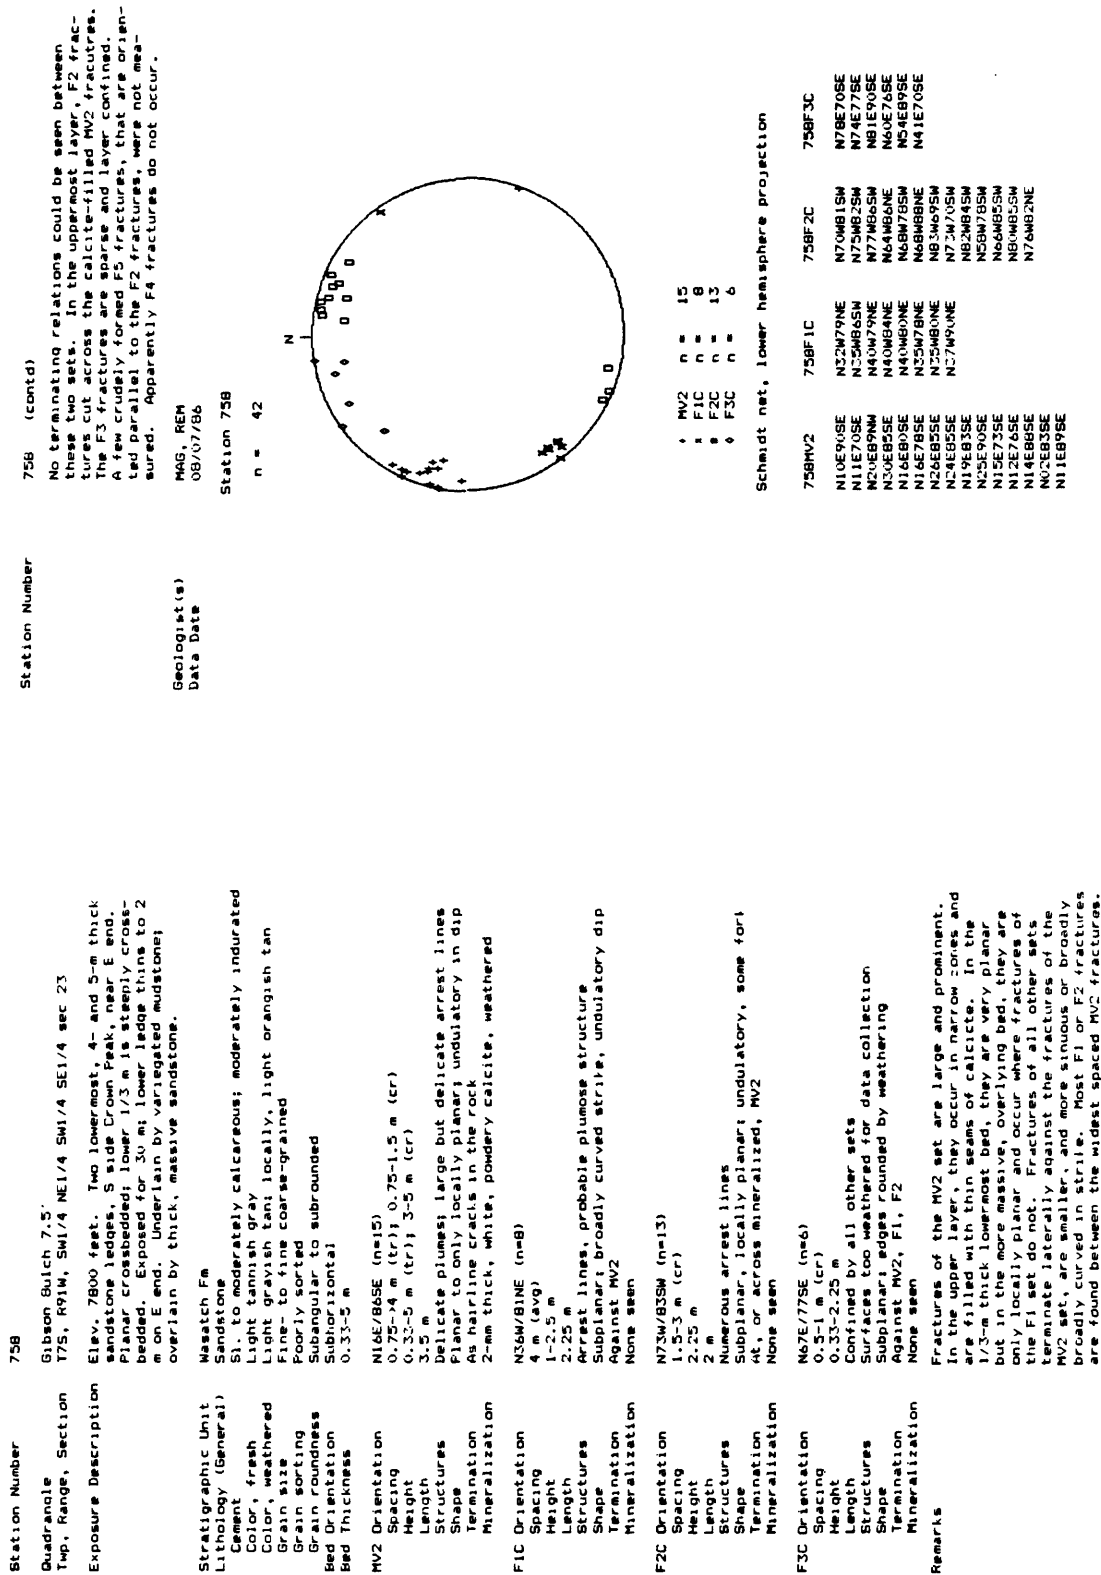 Station Number 758
Quadrangle Gibson Gulch 7.5'
Twp, Range, Section T7S, R91W, SW1/4 NE1/4 SW1/4 SE1/4 sec 23
Exposure Description Elev. 7800 feet. Two lowermost, 4- and 5-m thick
sandstone ledges, S side Crown Peak, near E end.
Planar crossbedded; lower 1/3 m is steeply cross-
bedded. Exposed for 30 m; lower ledge thins to 2
m on E end. Underlain by variegated mudstone;
overlain by thick, massive sandstone.
Stratigraphic Unit Wasatch Fm
Lithology (General) Sandstone
Cement Sl. to moderately calcareous; moderately indurated
Color, fresh Light tannish gray
Color, weathered Light grayish tan; locally, light orangish tan
Grain size Fine- to fine coarse-grained
Grain sorting Poorly sorted
Grain roundness Subangular to subrounded
Bed Orientation Subhorizontal
Bed Thickness 0.33-5 m
MV2 Orientation N16E/86SE (n=15)
Spacing 0.75->4 m (tr); 0.75-1.5 m (cr)
Height 0.33-5 m (tr); 3-5 m (cr)
Length 3.5 m
Structures Delicate plumes; large but delicate arrest lines
Shape Planar to only locally planar; undulatory in dip
Termination As hairline cracks in the rock
Mineralization 2-mm thick, white, powdery calcite, weathered
F1C Orientation N36W/81NE (n=8)
Spacing 4 m (avg)
Height 1-2.5 m
Length 2.25 m
Structures Arrest lines, probable plumose structure
Shape Subplanar; broadly curved strike, undulatory dip
Termination Against MV2
Mineralization None seen
F2C Orientation N73W/83SW (n=13)
Spacing 1.5-3 m (cr)
Height 2.25 m
Length 2 m
Structures Numerous arrest lines
Shape Subplanar, locally planar; undulatory, some fork
Termination At, or across mineralized, MV2
Mineralization None seen
F3C Orientation N67E/77SE (n=6)
Spacing 0.5-1 m (cr)
Height 0.33-2.25 m
Length Confined by all other sets
Structures Surfaces too weathered for data collection
Shape Subplanar; edges rounded by weathering
Termination Against MV2, F1, F2
Mineralization None seen
Remarks Fractures of the MV2 set are large and prominent.
In the upper layer, they occur in narrow zones and
are filled with thin seams of calcicte. In the
1/3-m thick lowermost bed, they are very planar
but in the more massive, overlying bed, they are
only locally planar and occur where fractures of
the F1 set do not. Fractures of all other sets
terminate laterally against the fractures of the
MV2 set, are smaller, and more sinuous or broadly
broadly curved in strike. Most F1 or F2 fractures
are found between the widest spaced MV2 fractures.
Station Number 758 (contd)
No terminating relations could be seen between
these two sets. In the uppermost layer, F2 frac-
tures cut across the calcite-filled MV2 fracutres.
The F3 fractures are sparse and layer confined.
A few crudely formed F5 fractures, that are orien-
ted parallel to the F2 fractures, were not mea-
sured. Apparently F4 fractures do not occur.
Geologist(s) MAG, REM
Data Date 08/07/86
Station 758
n = 42
N
+ MV2 n = 15
x F1C n = 8
¤ F2C n = 13
◊ F3C n = 6
Schmidt net, lower hemisphere projection
758MV2 758F1C 758F2C 758F3C
N10E90SE N32W79NE N70W81SW N78E70SE
N11E70SE N35W86SW N75W82SW N74E77SE
N20E89NW N40W79NE N77W86SW N81E90SE
N30E85SE N40W84NE N64W86NE N60E76SE
N16E80SE N40W80NE N68W78SW N54E89SE
N16E78SE N35W78NE N68W88NE N41E70SE
N26E85SE N35W80NE N83W69SW
N24E85SE N37W90NE N73W70SW
N19E83SE N82W84SW
N25E90SE N58W78SW
N15E73SE N66W85SW
N12E76SE N80W85SW
N14E88SE N76W82NE
N02E83SE
N11E89SE